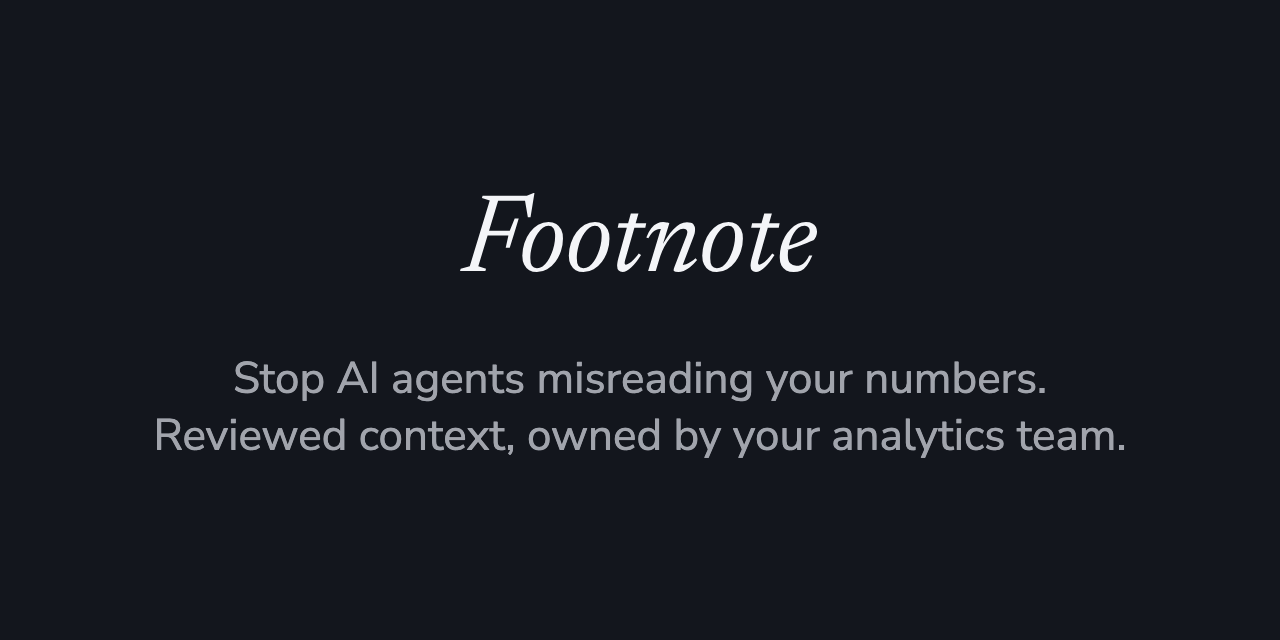 Footnote
Stop AI agents misreading your numbers.
Reviewed context, owned by your analytics team.